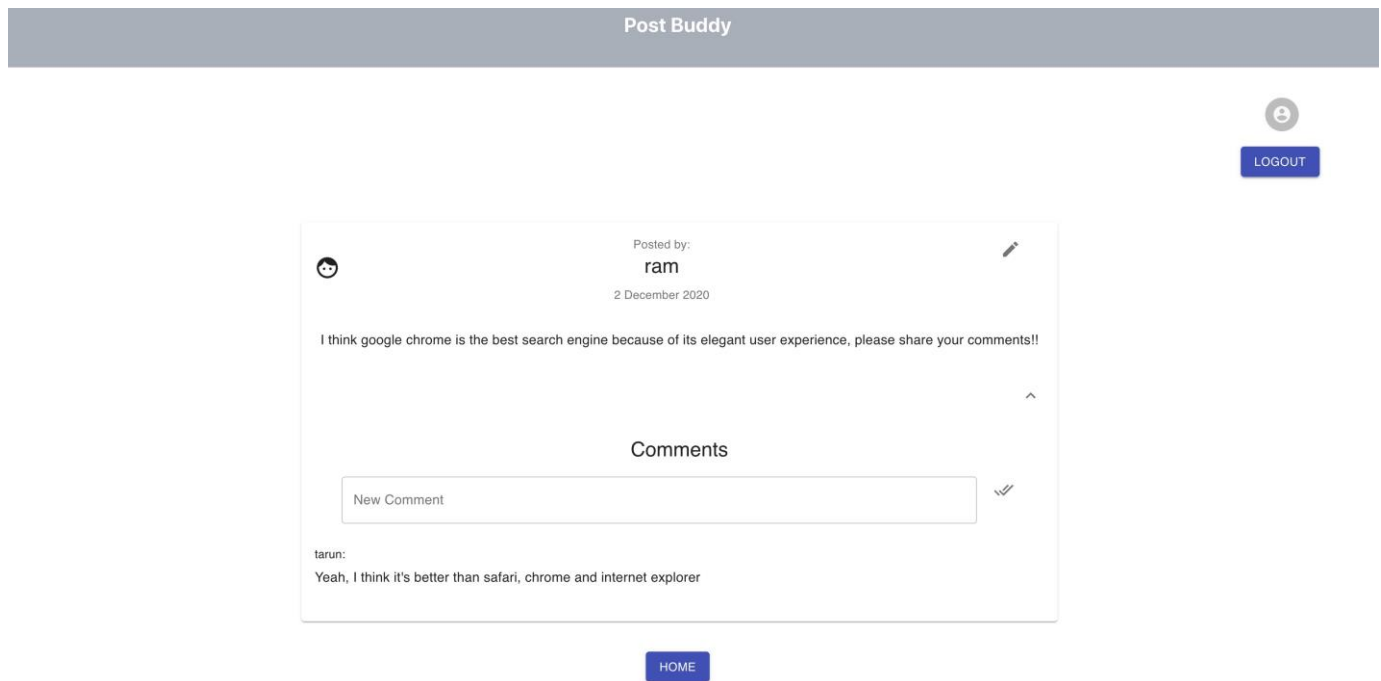 Post Buddy
LOGOUT
Posted by:
ram
2 December 2020
I think google chrome is the best search engine because of its elegant user experience, please share your comments!!
Comments
New Comment
tarun:
Yeah, I think it's better than safari, chrome and internet explorer
HOME